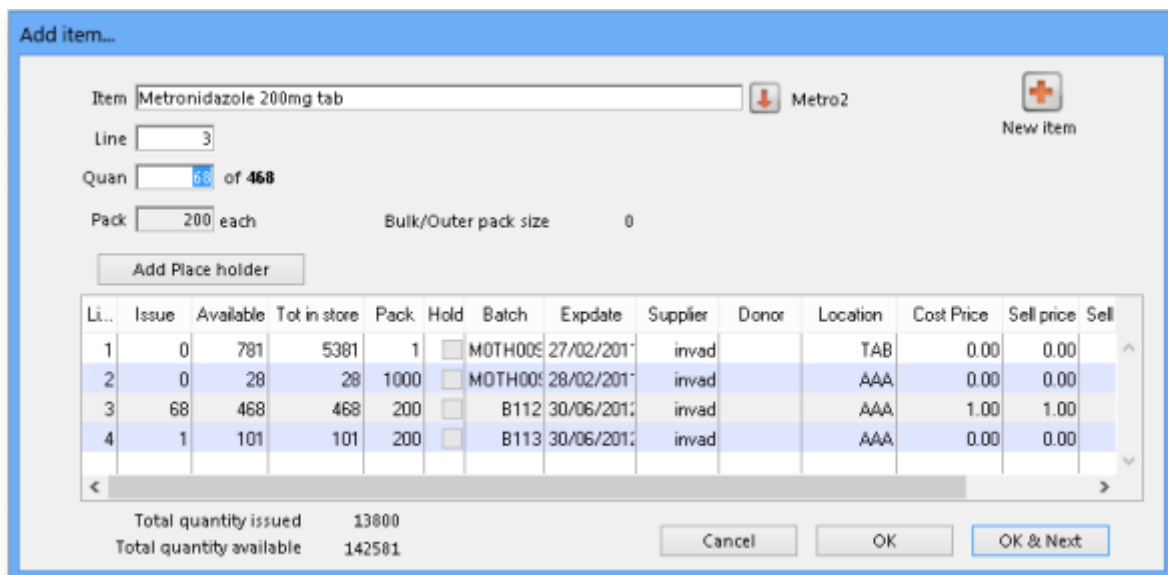 Add item...
Item Metronidazole 200mg tab Metro2
New item
Line 3
Quan 68 of 468
Pack 200 each Bulk/Outer pack size 0
Add Place holder
Li... Issue Available Tot in store Pack Hold Batch Expdate Supplier Donor Location Cost Price Sell price Sell
1 0 781 5381 1 MOTH009 27/02/201 invad TAB 0.00 0.00
2 0 28 28 1000 MOTH00 28/02/201 invad AAA 0.00 0.00
3 68 468 468 200 B112 30/06/2012 invad AAA 1.00 1.00
4 1 101 101 200 B113 30/06/2012 invad AAA 0.00 0.00
Total quantity issued 13800
Total quantity available 142581
Cancel OK OK & Next